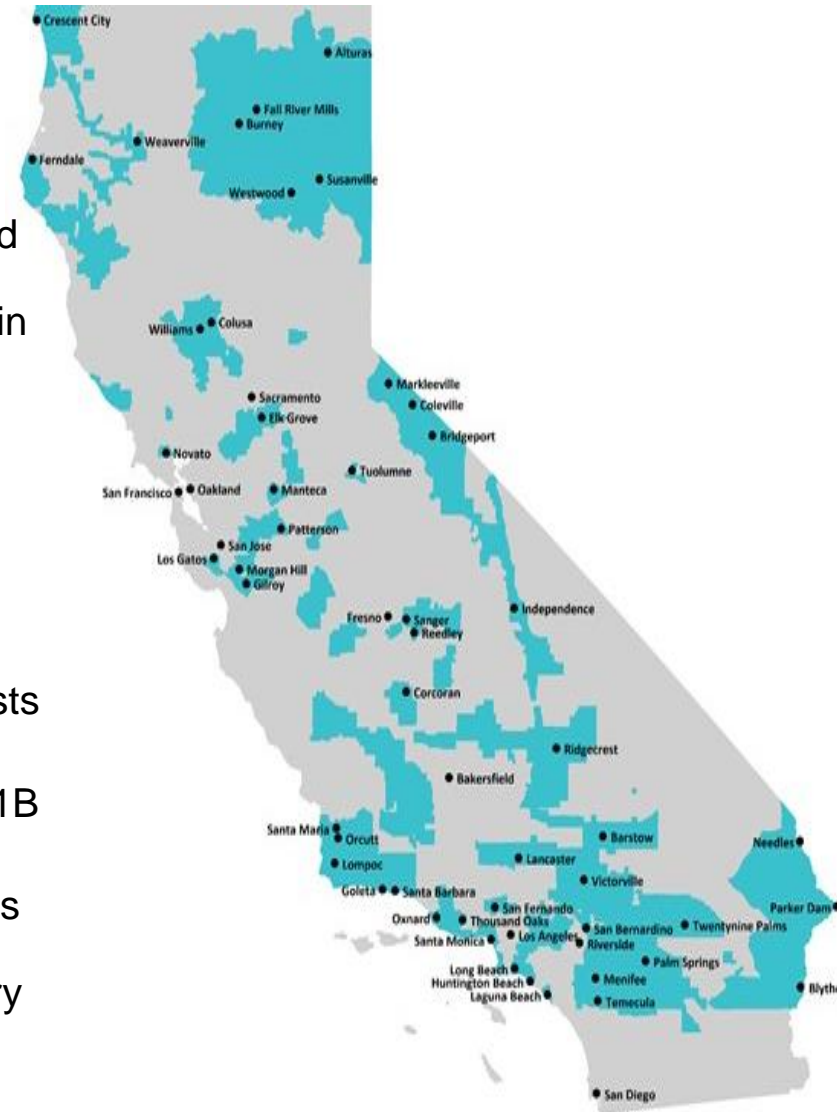 Crescent City
Alturas
Fall River Mills
Burney
Weaverville
Ferndale
Susanville
Westwood
d
in
Colusa
Williams
Markleeville
Sacramento
Coleville
Elk Grove
Bridgeport
Novato
Tuolumne
San Francisco
Oakland
Manteca
Patterson
San Jose
Los Gatos
Morgan Hill
Gilroy
Independence
Fresno
Sanger
Reedley
Corcoran
sts
Ridgecrest
Bakersfield
1B
Santa Maria
Orcutt
Barstow
Needles
Lompoc
Lancaster
Victorville
Goleta
Santa Barbara
s
San Fernando
Parker Dam
Oxnard
Thousand Oaks
San Bernardino
Twentynine Palms
Santa Monica
Los Angeles
Riverside
Palm Springs
Long Beach
Menifee
Huntington Beach
Blythe
ry
Laguna Beach
Temecula
San Diego